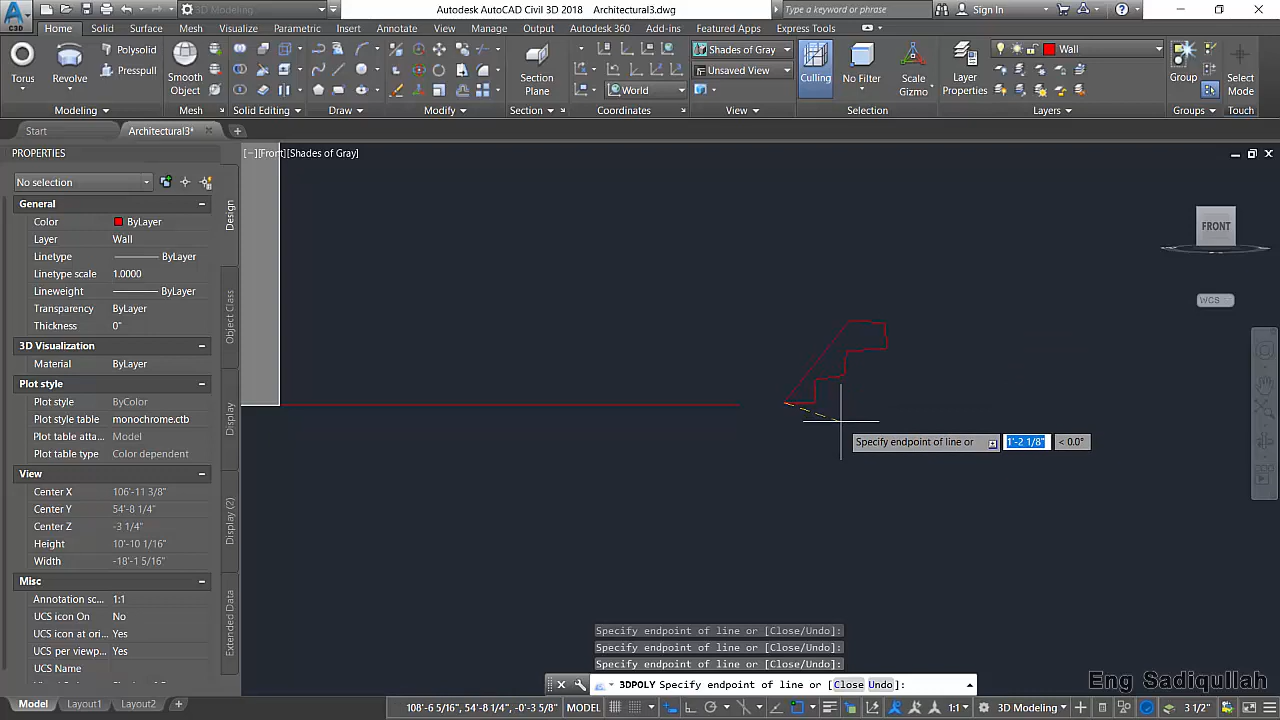 Autodesk AutoCAD Civil 3D 2018 Architectural3.dwg
3D Modeling
Type a keyword or phrase
Sign In
C3D
Home Solid Surface Mesh Visualize Parametric Insert Annotate View Manage Output Autodesk 360 Add-ins Featured Apps Express Tools
Torus
Revolve
Polysolid
Presspull
Smooth Object
Section Plane
World
Shades of Gray
Unsaved View
Culling
No Filter
Scale Gizmo
Layer Properties
Wall
Group
Select Mode
Modeling Mesh Solid Editing Draw Modify Section Coordinates View Selection Layers Groups Touch
Start Architectural3*
PROPERTIES
[−][Front][Shades of Gray]
No selection
General
Color ByLayer
Layer Wall
Linetype ByLayer
Linetype scale 1.0000
Lineweight ByLayer
Transparency ByLayer
Thickness 0"
3D Visualization
Material ByLayer
Plot style
Plot style ByColor
Plot style table monochrome.ctb
Plot table atta... Model
Plot table type Color dependent
View
Center X 106'-11 3/8"
Center Y 54'-8 1/4"
Center Z -3 1/4"
Height 10'-10 1/16"
Width -18'-1 5/16"
Misc
Annotation sc... 1:1
UCS icon On No
UCS icon at ori... Yes
UCS per viewp... Yes
UCS Name
Design
Object Class
Display
Display (2)
Extended Data
FRONT
WCS
Specify endpoint of line or 1'-2 1/8" < 0.0°
Specify endpoint of line or [Close/Undo]:
Specify endpoint of line or [Close/Undo]:
Specify endpoint of line or [Close/Undo]:
3DPOLY Specify endpoint of line or [Close Undo]:
Eng Sadiqullah
Model Layout1 Layout2
108'-6 5/16", 54'-8 1/4", -0'-3 5/8" MODEL
1:1
3D Modeling
3 1/2"